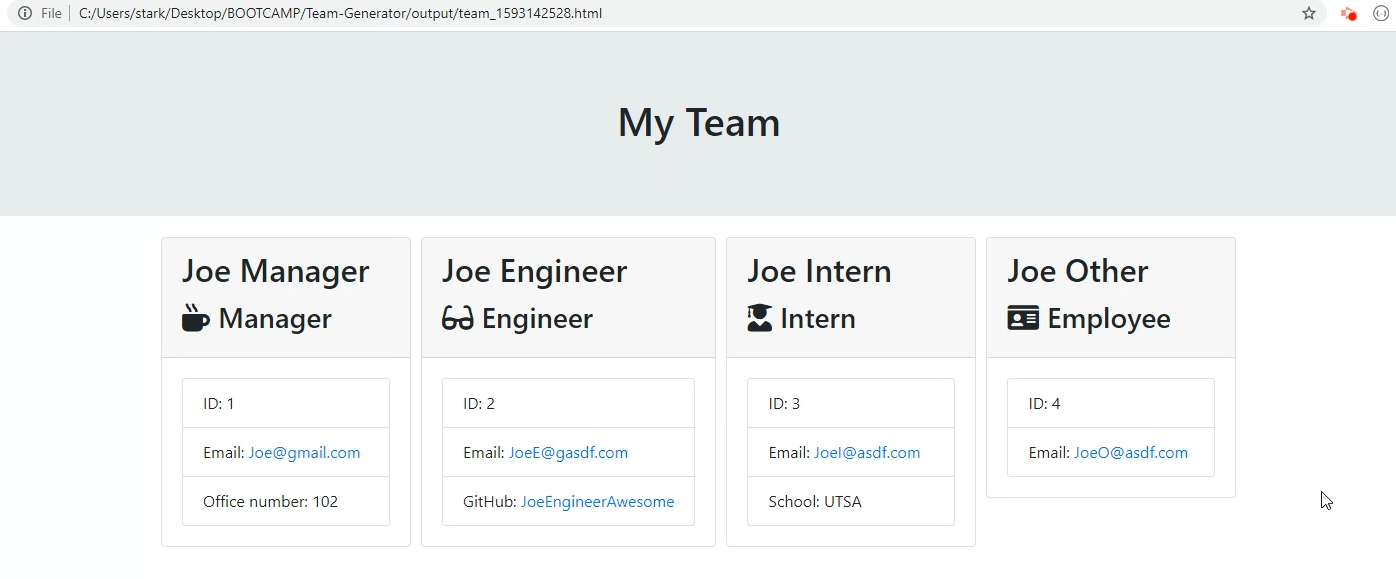 File C:/Users/stark/Desktop/BOOTCAMP/Team-Generator/output/team_1593142528.html
My Team
Joe Manager
Manager
ID: 1
Email: Joe@gmail.com
Office number: 102
Joe Engineer
Engineer
ID: 2
Email: JoeE@gasdf.com
GitHub: JoeEngineerAwesome
Joe Intern
Intern
ID: 3
Email: JoeI@asdf.com
School: UTSA
Joe Other
Employee
ID: 4
Email: JoeO@asdf.com